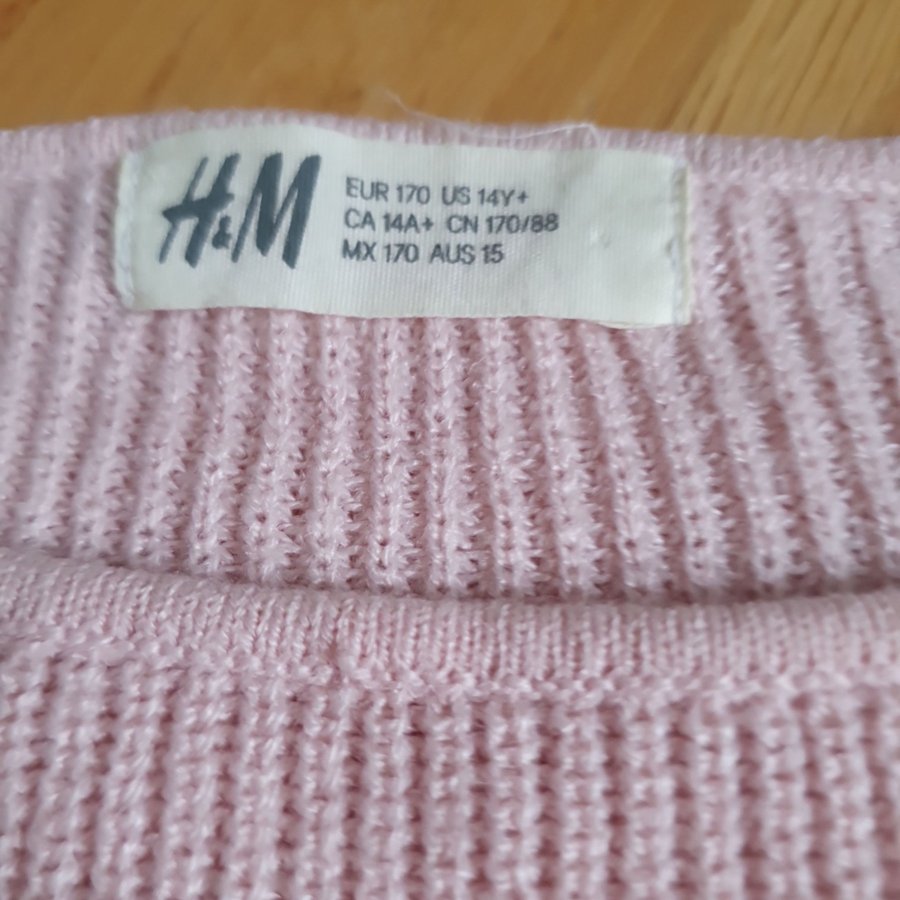 H&M
EUR 170 US 14Y+
CA 14A+ CN 170/88
MX 170 AUS 15